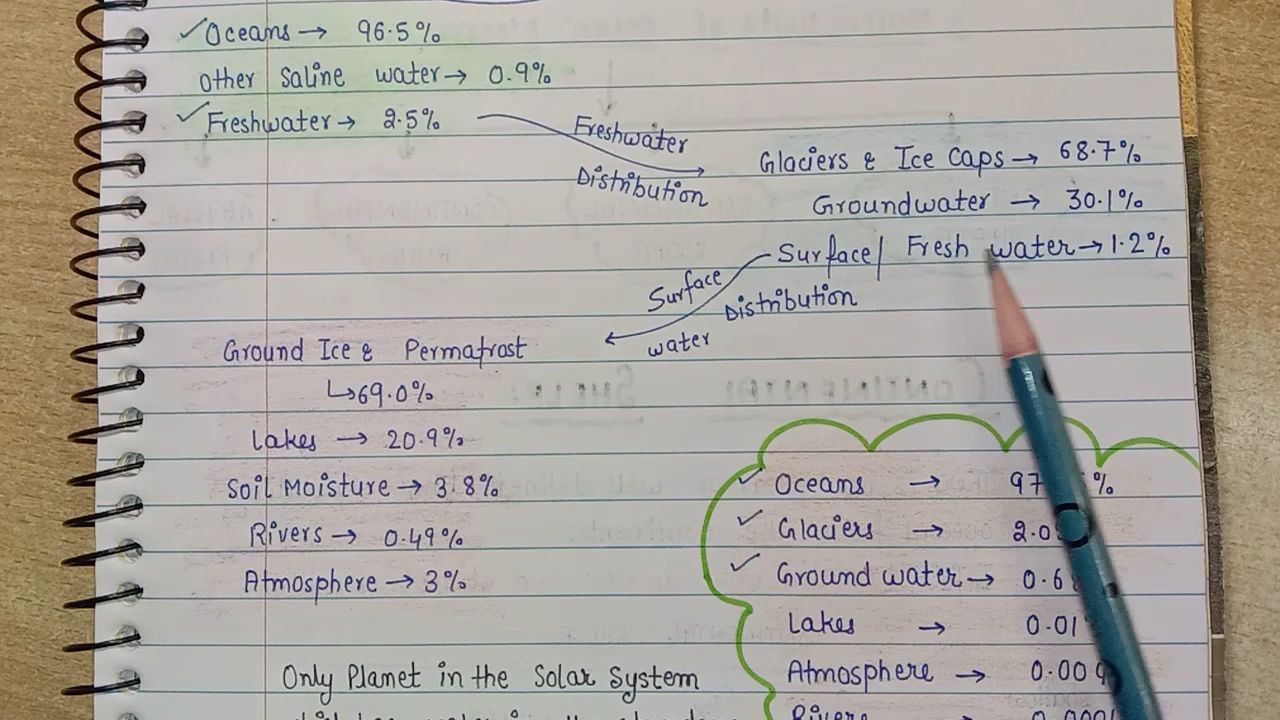 Oceans → 96.5%
Other Saline water → 0.9%
Freshwater → 2.5%
Freshwater
Distribution
Glaciers & Ice Caps → 68.7%
Groundwater → 30.1%
Surface/ Fresh water → 1.2%
Surface
water
Distribution
Ground Ice & Permafrost
↳ 69.0%
Lakes → 20.9%
Soil Moisture → 3.8%
Rivers → 0.49%
Atmosphere → 3%
Oceans →
Glaciers →
Ground water →
Lakes →
Atmosphere →
Rivers
Only Planet in the Solar System